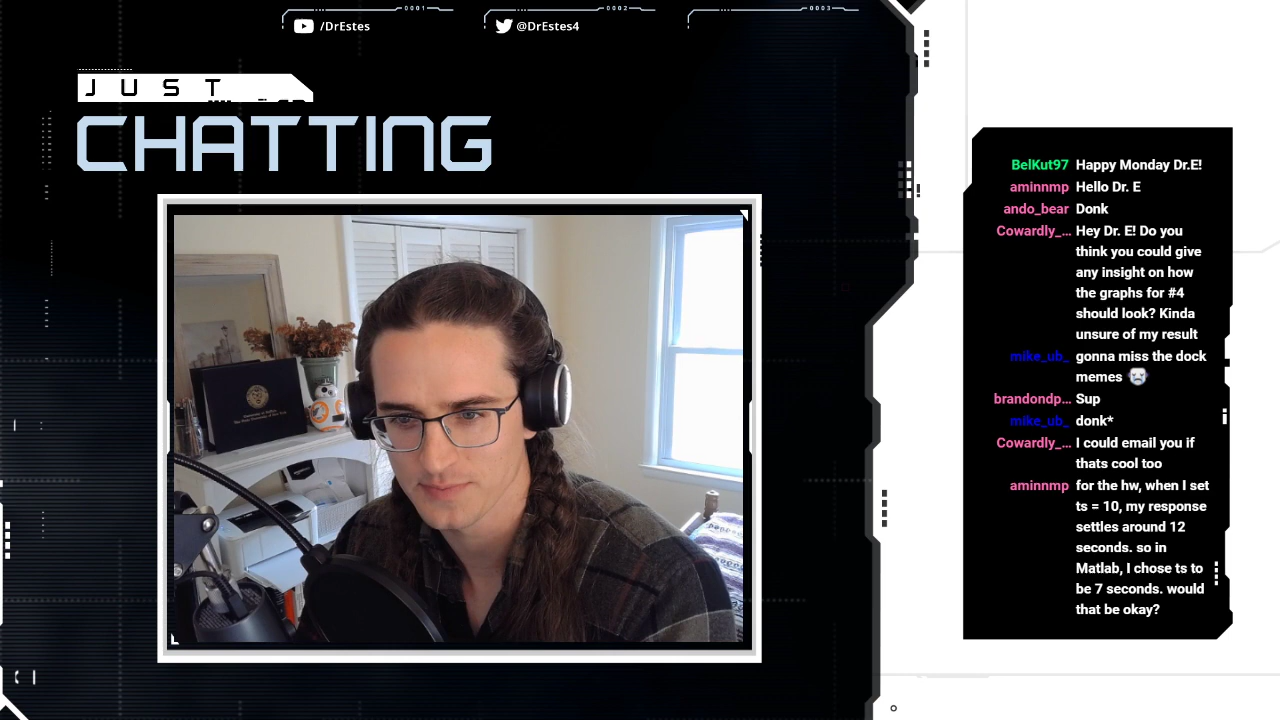 0001
0002
0003
/DrEstes
@DrEstes4
JUST
CHATTING
BelKut97 Happy Monday Dr.E!
aminnmp Hello Dr. E
ando_bear Donk
Cowardly_... Hey Dr. E! Do you
think you could give
any insight on how
the graphs for #4
should look? Kinda
unsure of my result
mike_ub_ gonna miss the dock
memes
brandondp... Sup
mike_ub_ donk*
Cowardly_... I could email you if
thats cool too
aminnmp for the hw, when I set
ts = 10, my response
settles around 12
seconds. so in
Matlab, I chose ts to
be 7 seconds. would
that be okay?